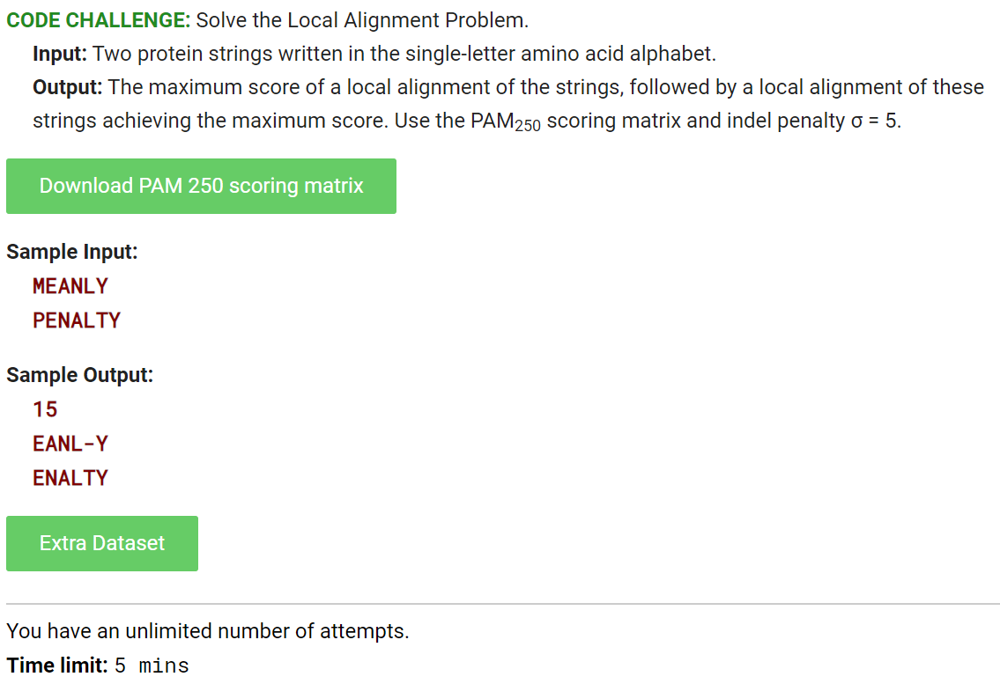 CODE CHALLENGE: Solve the Local Alignment Problem.
Input: Two protein strings written in the single-letter amino acid alphabet.
Output: The maximum score of a local alignment of the strings, followed by a local alignment of these
strings achieving the maximum score. Use the PAM250 scoring matrix and indel penalty σ = 5.
Download PAM 250 scoring matrix
Sample Input:
MEANLY
PENALTY
Sample Output:
15
EANL-Y
ENALTY
Extra Dataset
You have an unlimited number of attempts.
Time limit: 5 mins